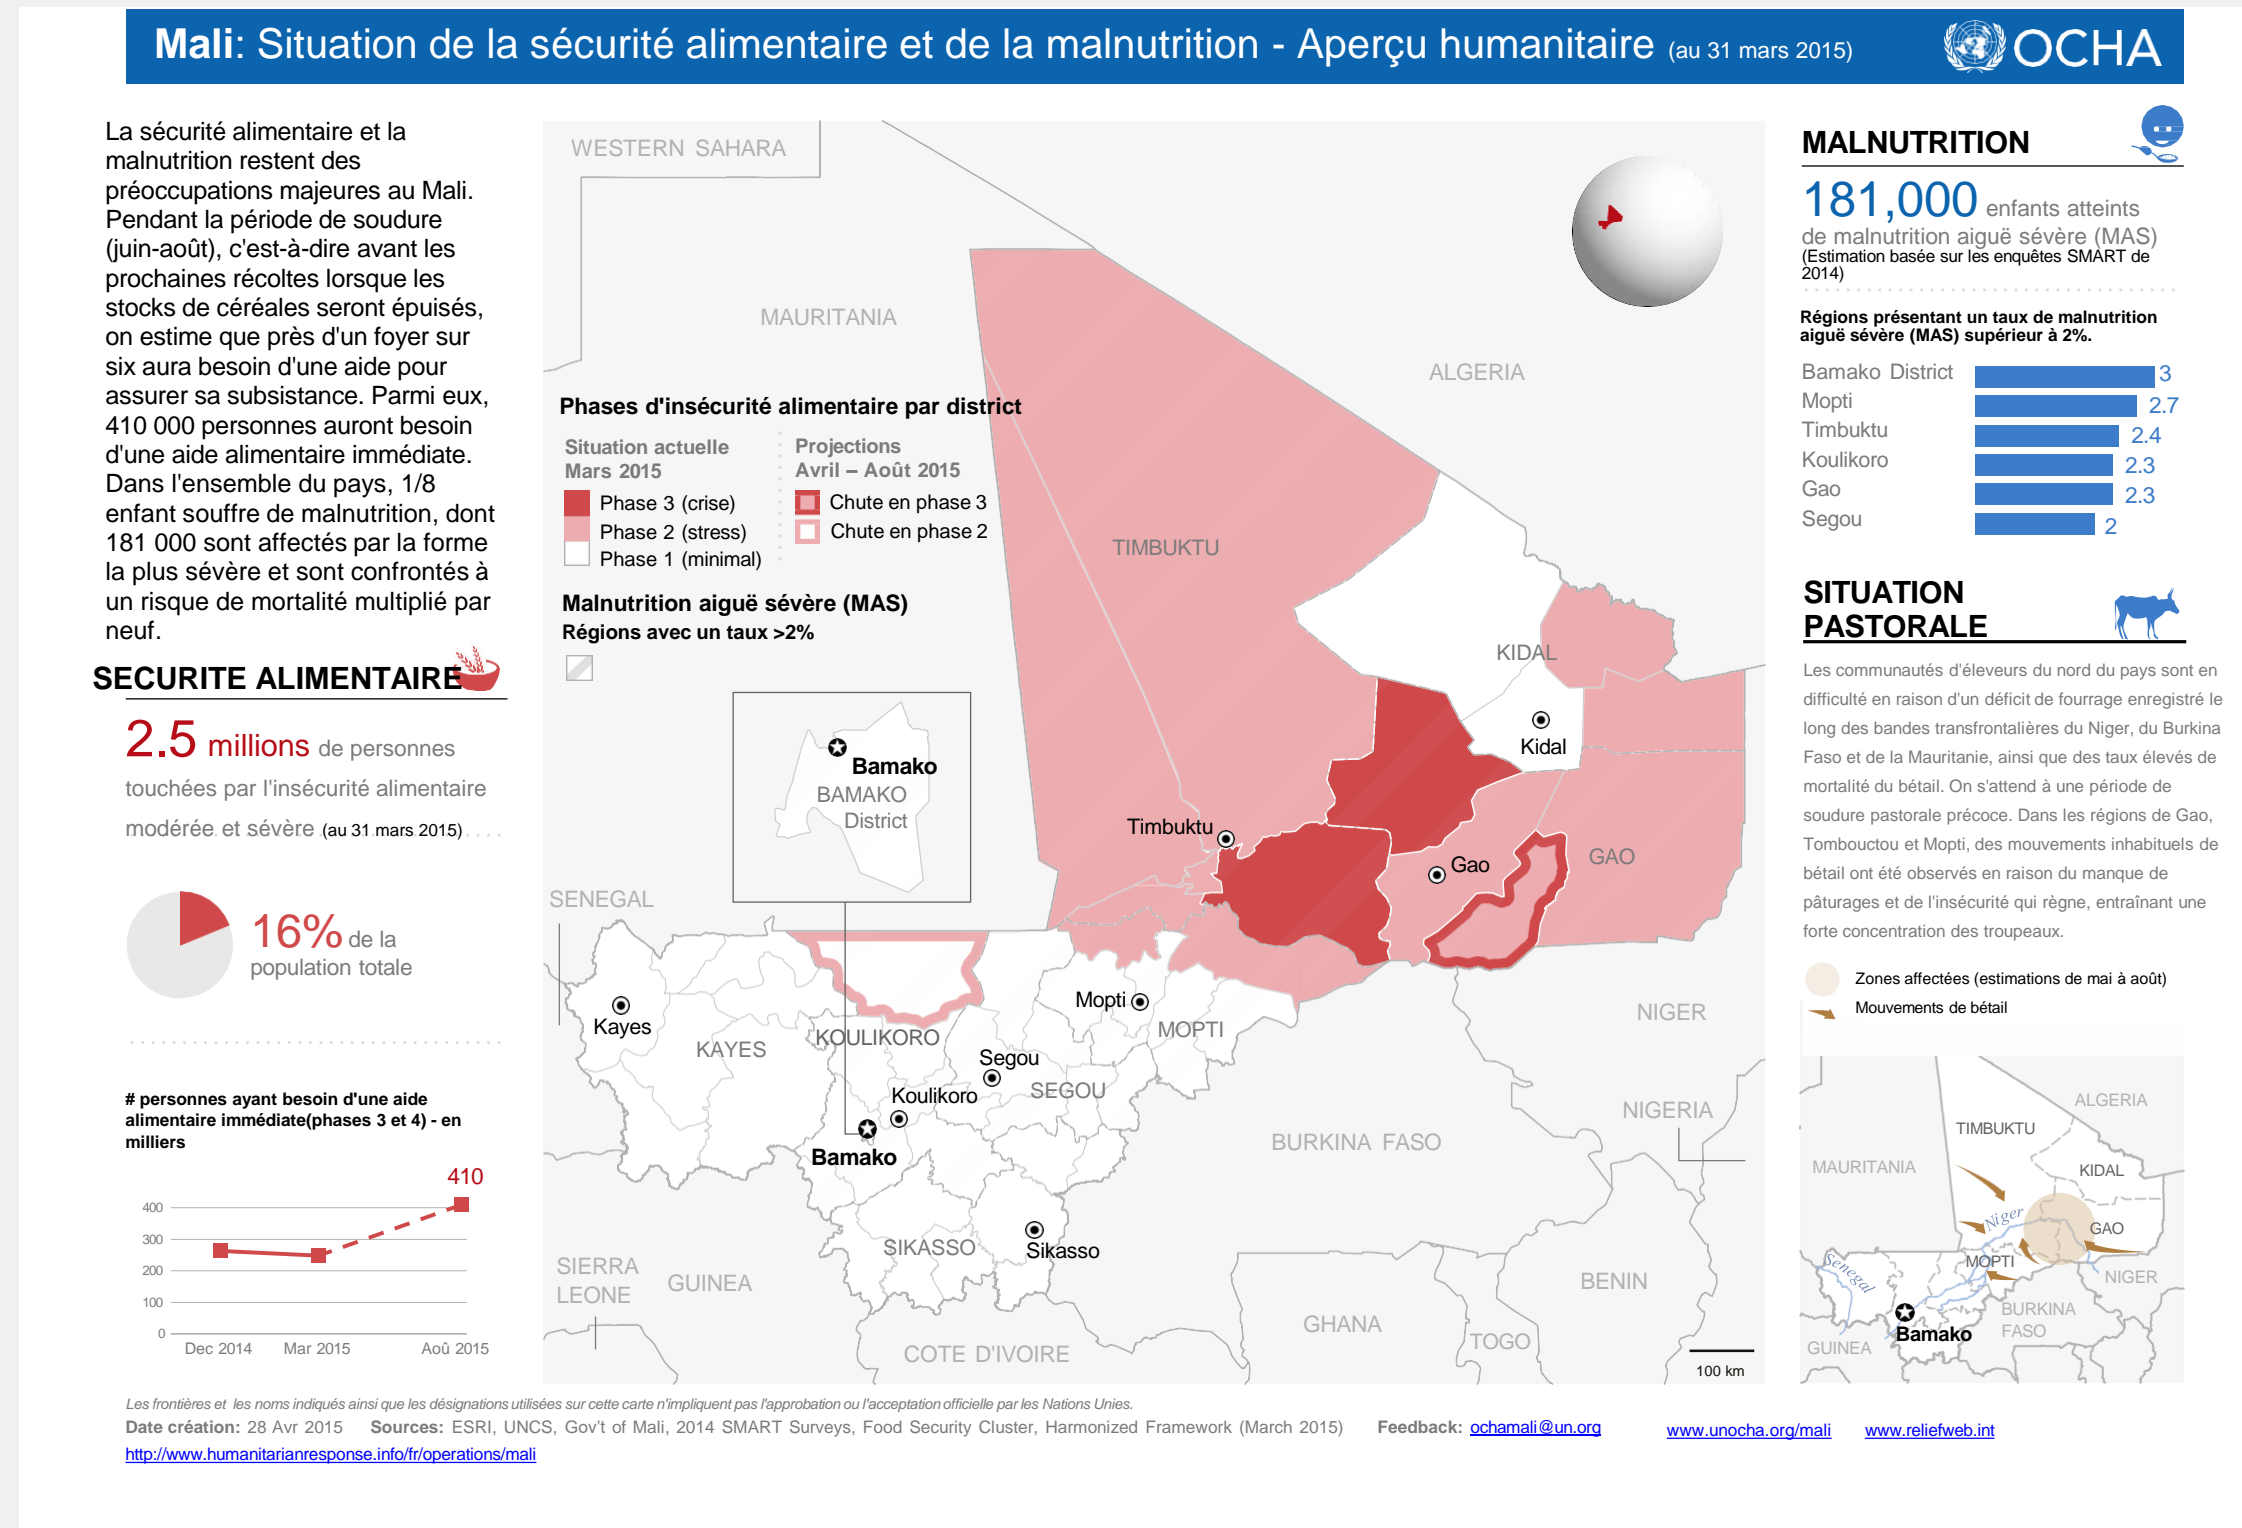 Mali: Situation de la sécurité alimentaire et de la malnutrition - Aperçu humanitaire (au 31 mars 2015)
OCHA
La sécurité alimentaire et la
malnutrition restent des
préoccupations majeures au Mali.
Pendant la période de soudure
(juin-août), c'est-à-dire avant les
prochaines récoltes lorsque les
stocks de céréales seront épuisés,
on estime que près d'un foyer sur
six aura besoin d'une aide pour
assurer sa subsistance. Parmi eux,
410 000 personnes auront besoin
d'une aide alimentaire immédiate.
Dans l'ensemble du pays, 1/8
enfant souffre de malnutrition, dont
181 000 sont affectés par la forme
la plus sévère et sont confrontés à
un risque de mortalité multiplié par
neuf.
SECURITE ALIMENTAIRE
2.5 millions de personnes
touchées par l'insécurité alimentaire
modérée et sévère (au 31 mars 2015)
16% de la
population totale
# personnes ayant besoin d'une aide
alimentaire immédiate(phases 3 et 4) - en
milliers
410
400
300
200
100
0
Dec 2014 Mar 2015 Aoû 2015
WESTERN SAHARA
MAURITANIA
ALGERIA
Phases d'insécurité alimentaire par district
Situation actuelle
Mars 2015
Phase 3 (crise)
Phase 2 (stress)
Phase 1 (minimal)
Projections
Avril – Août 2015
Chute en phase 3
Chute en phase 2
Malnutrition aiguë sévère (MAS)
Régions avec un taux >2%
TIMBUKTU
KIDAL
Kidal
Bamako
BAMAKO
District
Timbuktu
Gao
GAO
SENEGAL
Kayes
KAYES
KOULIKORO
Mopti
MOPTI
Segou
SEGOU
Koulikoro
Bamako
NIGER
NIGERIA
BURKINA FASO
SIKASSO
Sikasso
SIERRA
LEONE
GUINEA
BENIN
GHANA
TOGO
COTE D'IVOIRE
100 km
MALNUTRITION
181,000 enfants atteints
de malnutrition aiguë sévère (MAS)
(Estimation basée sur les enquêtes SMART de
2014)
Régions présentant un taux de malnutrition
aiguë sévère (MAS) supérieur à 2%.
Bamako District 3
Mopti 2.7
Timbuktu 2.4
Koulikoro 2.3
Gao 2.3
Segou 2
SITUATION
PASTORALE
Les communautés d'éleveurs du nord du pays sont en
difficulté en raison d'un déficit de fourrage enregistré le
long des bandes transfrontalières du Niger, du Burkina
Faso et de la Mauritanie, ainsi que des taux élevés de
mortalité du bétail. On s'attend à une période de
soudure pastorale précoce. Dans les régions de Gao,
Tombouctou et Mopti, des mouvements inhabituels de
bétail ont été observés en raison du manque de
pâturages et de l'insécurité qui règne, entraînant une
forte concentration des troupeaux.
Zones affectées (estimations de mai à août)
Mouvements de bétail
ALGERIA
TIMBUKTU
MAURITANIA
KIDAL
Niger
GAO
MOPTI
Senegal
NIGER
BURKINA
FASO
Bamako
GUINEA
Les frontières et les noms indiqués ainsi que les désignations utilisées sur cette carte n'impliquent pas l'approbation ou l'acceptation officielle par les Nations Unies.
Date création: 28 Avr 2015 Sources: ESRI, UNCS, Gov't of Mali, 2014 SMART Surveys, Food Security Cluster, Harmonized Framework (March 2015) Feedback: ochamali@un.org www.unocha.org/mali www.reliefweb.int
http://www.humanitarianresponse.info/fr/operations/mali